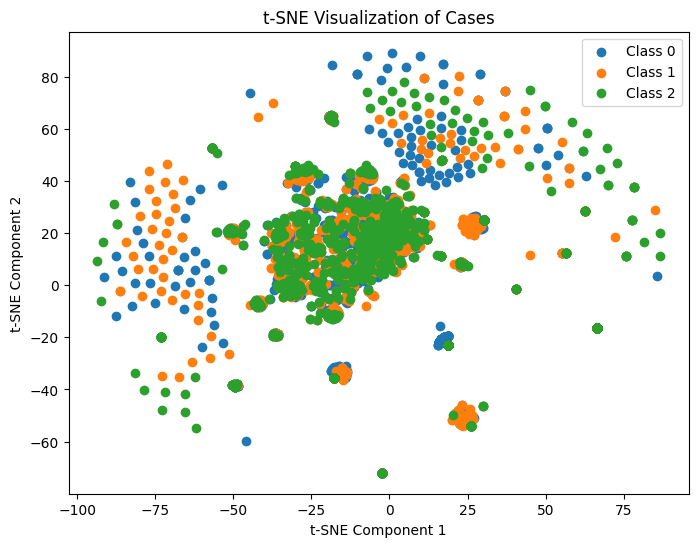 t-SNE Visualization of Cases
Class 0
Class 1
Class 2
t-SNE Component 2
80
60
40
20
0
−20
−40
−60
−100
−75
−50
−25
0
25
50
75
t-SNE Component 1